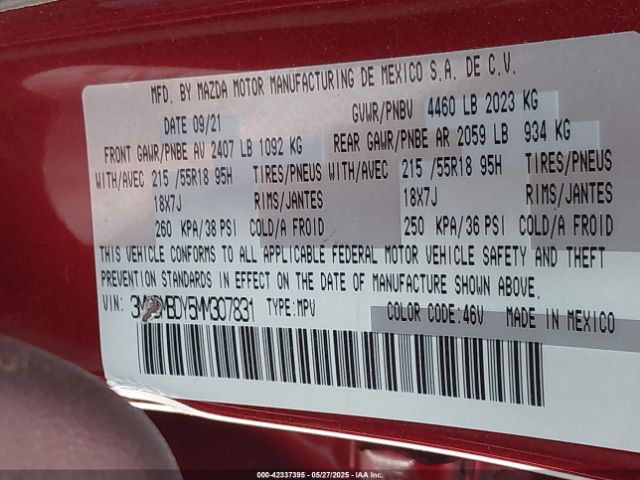 MFD. BY MAZDA MOTOR MANUFACTURING DE MEXICO S.A. DE C.V.
DATE 09/21 GVWR/PNBV 4460 LB 2023 KG
FRONT GAWR/PNBE AV 2407 LB 1092 KG REAR GAWR/PNBE AR 2059 LB 934 KG
WITH/AVEC 215 /55R18 95H TIRES/PNEUS WITH/AVEC 215 /55R18 95H TIRES/PNEUS
18X7J RIMS/JANTES 18X7J RIMS/JANTES
260 KPA/38 PSI COLD/A FROID 250 KPA/36 PSI COLD/A FROID
THIS VEHICLE CONFORMS TO ALL APPLICABLE FEDERAL MOTOR VEHICLE SAFETY AND THEFT
PREVENTION STANDARDS IN EFFECT ON THE DATE OF MANUFACTURE SHOWN ABOVE.
VIN: TYPE:MPV COLOR CODE:46V MADE IN MEXICO
000-42337395 - 05/27/2025 - IAAI.COM